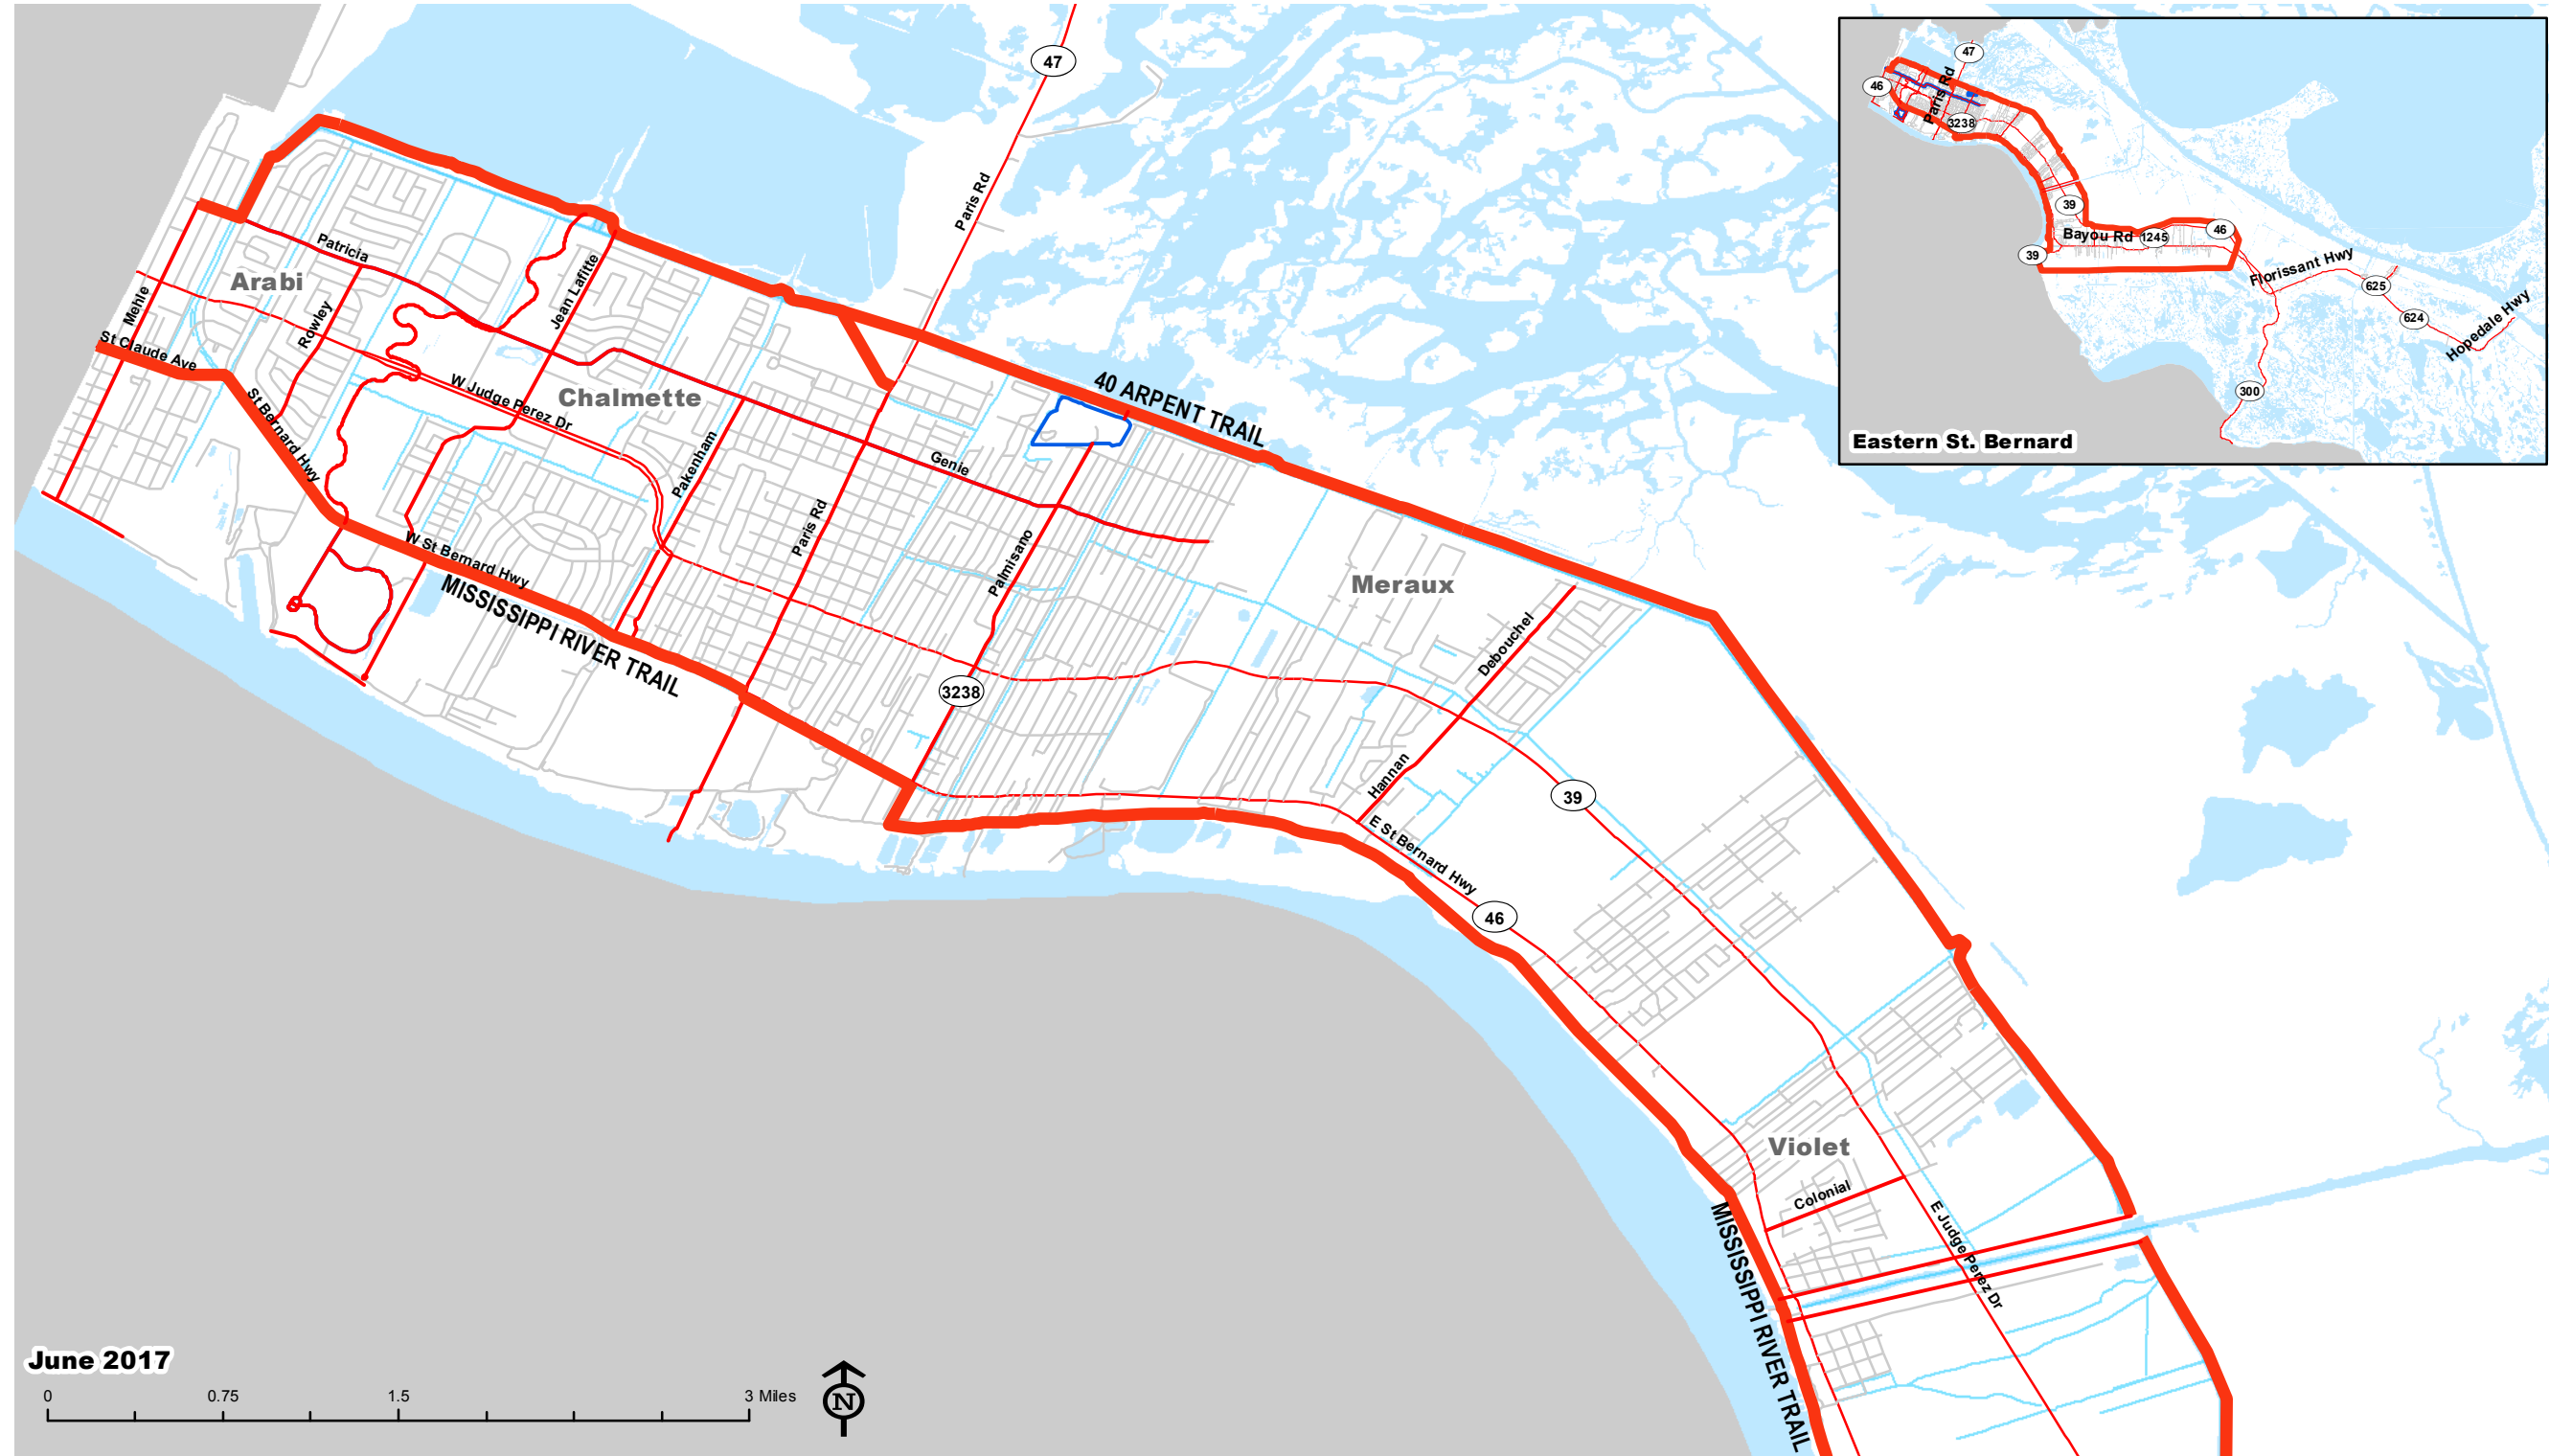 47
Paris Rd
Patricia
Arabi
Mehle
Rowley
Jean Lafitte
St Claude Ave
St Bernard Hwy
W Judge Perez Dr
Chalmette
40 ARPENT TRAIL
Pakenham
Genie
Paris Rd
Palmisano
W St Bernard Hwy
MISSISSIPPI RIVER TRAIL
Meraux
Debouchel
3238
Hannan
39
E St Bernard Hwy
46
Violet
Colonial
E Judge Perez Dr
MISSISSIPPI RIVER TRAIL
June 2017
0 0.75 1.5 3 Miles
N
47
46
Paris Rd
3238
39
Bayou Rd
1245
46
39
Florissant Hwy
625
624
Hopedale Hwy
300
Eastern St. Bernard